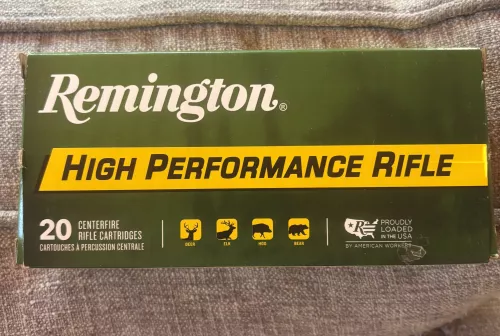 Remington®
HIGH PERFORMANCE RIFLE
20 CENTERFIRE
RIFLE CARTRIDGES
CARTOUCHES À PERCUSSION CENTRALE
DEER
ELK
HOG
BEAR
R
PROUDLY
LOADED
IN THE USA
BY AMERICAN WORKERS